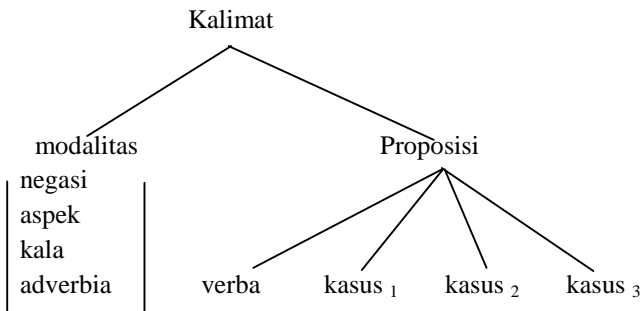 Kalimat
modalitas Proposisi
negasi
aspek
kala
adverbia verba kasus 1 kasus 2 kasus 3